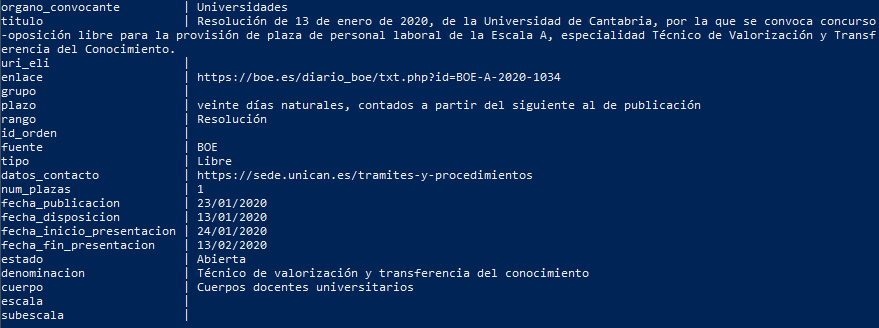 organo_convocante | Universidades
titulo | Resolución de 13 de enero de 2020, de la Universidad de Cantabria, por la que se convoca concurso
-oposición libre para la provisión de plaza de personal laboral de la Escala A, especialidad Técnico de Valorización y Transf
erencia del Conocimiento.
uri_eli |
enlace | https://boe.es/diario_boe/txt.php?id=BOE-A-2020-1034
grupo |
plazo | veinte días naturales, contados a partir del siguiente al de publicación
rango | Resolución
id_orden |
fuente | BOE
tipo | Libre
datos_contacto | https://sede.unican.es/tramites-y-procedimientos
num_plazas | 1
fecha_publicacion | 23/01/2020
fecha_disposicion | 13/01/2020
fecha_inicio_presentacion | 24/01/2020
fecha_fin_presentacion | 13/02/2020
estado | Abierta
denominacion | Técnico de valorización y transferencia del conocimiento
cuerpo | Cuerpos docentes universitarios
escala |
subescala |